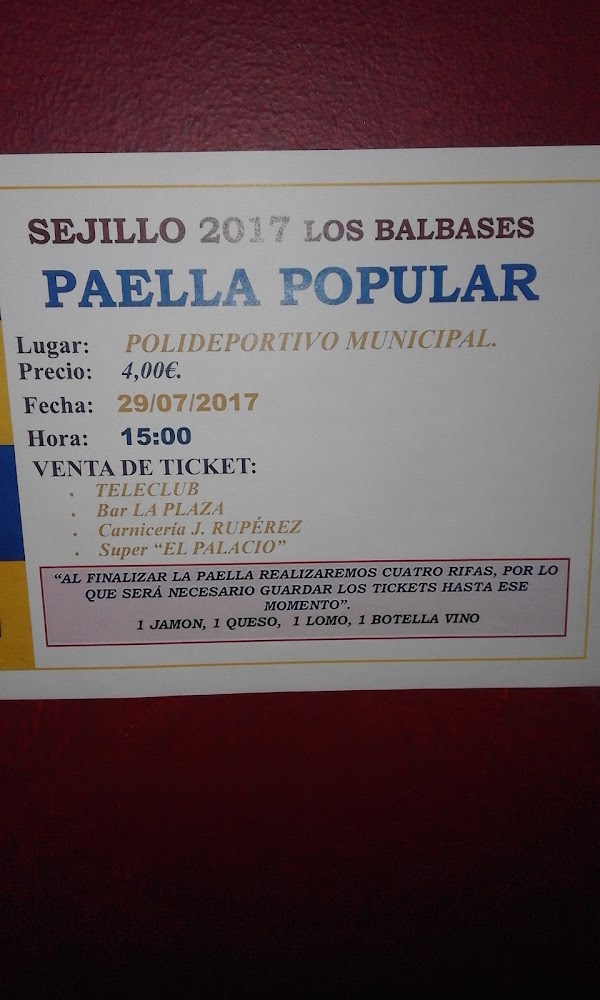 SEJILLO 2017 LOS BALBASES
PAELLA POPULAR
Lugar: POLIDEPORTIVO MUNICIPAL.
Precio: 4,00€.
Fecha: 29/07/2017
Hora: 15:00
VENTA DE TICKET:
. TELECLUB
. Bar LA PLAZA
. Carnicería J. RUPÉREZ
. Super “EL PALACIO”
“AL FINALIZAR LA PAELLA REALIZAREMOS CUATRO RIFAS, POR LO
QUE SERÁ NECESARIO GUARDAR LOS TICKETS HASTA ESE
MOMENTO”.
1 JAMON, 1 QUESO, 1 LOMO, 1 BOTELLA VINO